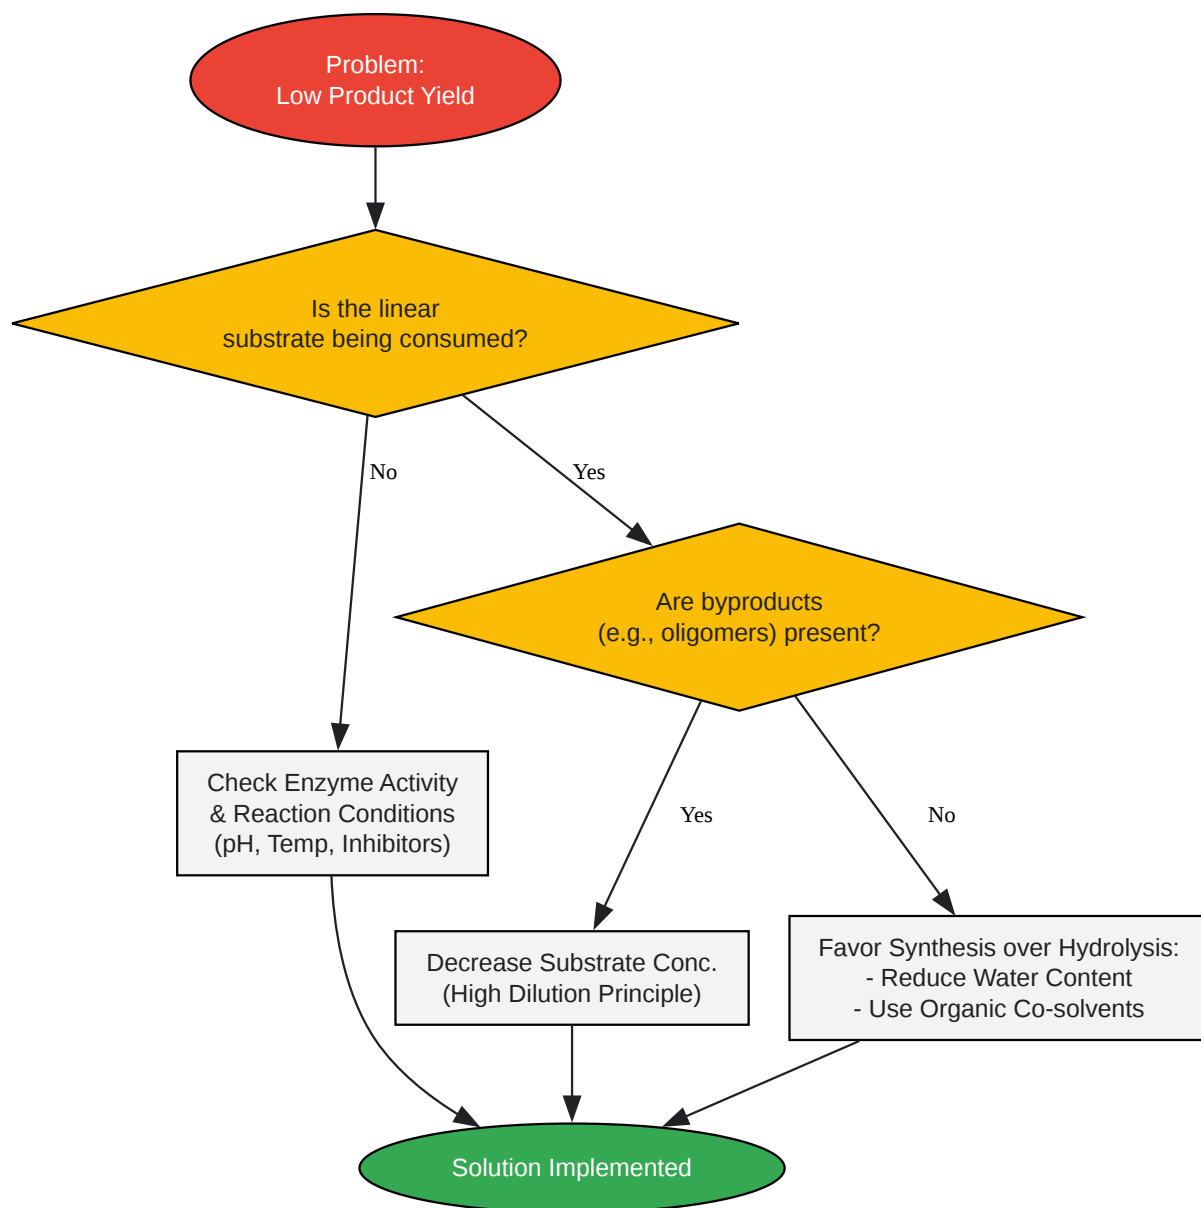 Problem:
Low Product Yield
Is the linear
substrate being consumed?
No
Yes
Are byproducts
(e.g., oligomers) present?
Check Enzyme Activity
& Reaction Conditions
(pH, Temp, Inhibitors)
Yes
No
Decrease Substrate Conc.
(High Dilution Principle)
Favor Synthesis over Hydrolysis:
- Reduce Water Content
- Use Organic Co-solvents
Solution Implemented